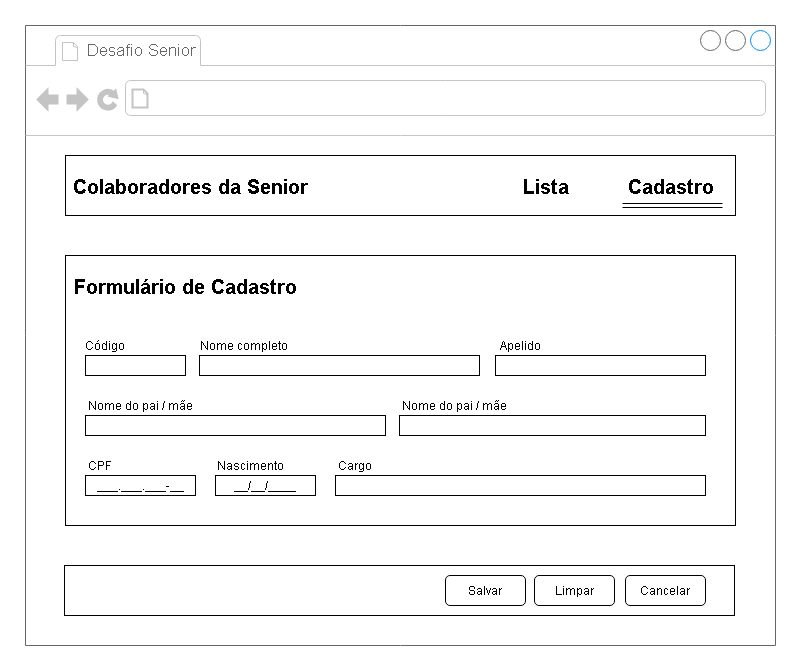 Desafio Senior
Colaboradores da Senior Lista Cadastro
Formulário de Cadastro
Código Nome completo Apelido
Nome do pai / mãe Nome do pai / mãe
CPF Nascimento Cargo
___.___.___-__ __/__/____
Salvar Limpar Cancelar